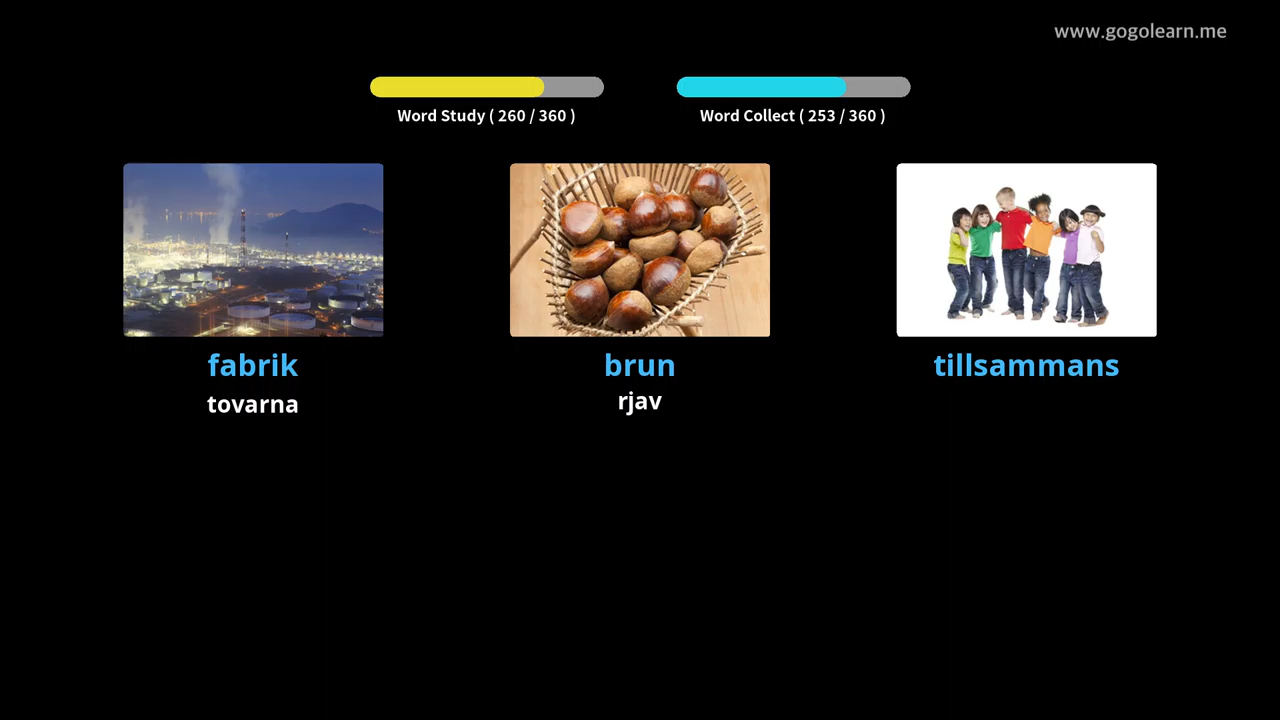 www.gogolearn.me
Word Study ( 260 / 360 )
Word Collect ( 253 / 360 )
fabrik
tovarna
brun
rjav
tillsammans